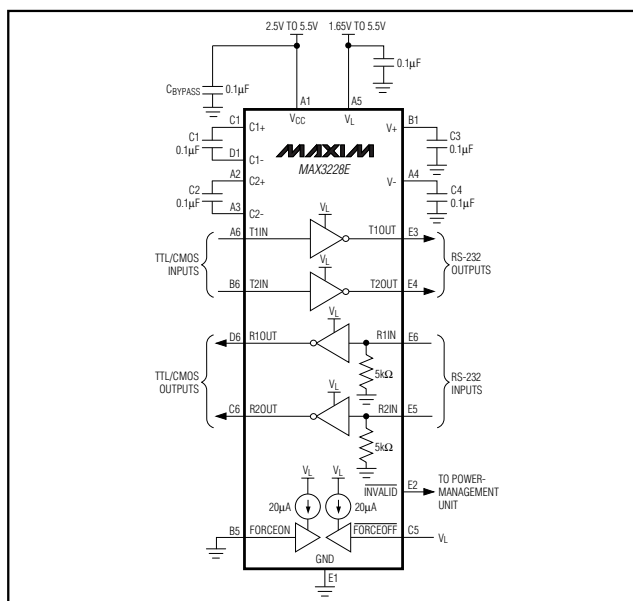 2.5V TO 5.5V
1.65V TO 5.5V
CBYPASS
0.1μF
0.1μF
A1
VCC
A5
VL
C1
C1+
C1
0.1μF
D1
C1-
A2
C2+
C2
0.1μF
A3
C2-
MAXIM
MAX3228E
V+
B1
C3
0.1μF
V-
A4
C4
0.1μF
TTL/CMOS
INPUTS
A6
T1IN
VL
T1OUT
E3
B6
T2IN
VL
T2OUT
E4
RS-232
OUTPUTS
TTL/CMOS
OUTPUTS
D6
R1OUT
VL
R1IN
E6
5kΩ
C6
R2OUT
VL
R2IN
E5
5kΩ
RS-232
INPUTS
INVALID
E2
TO POWER-
MANAGEMENT
UNIT
VL
VL
20μA
20μA
B5
FORCEON
FORCEOFF
C5
VL
GND
E1